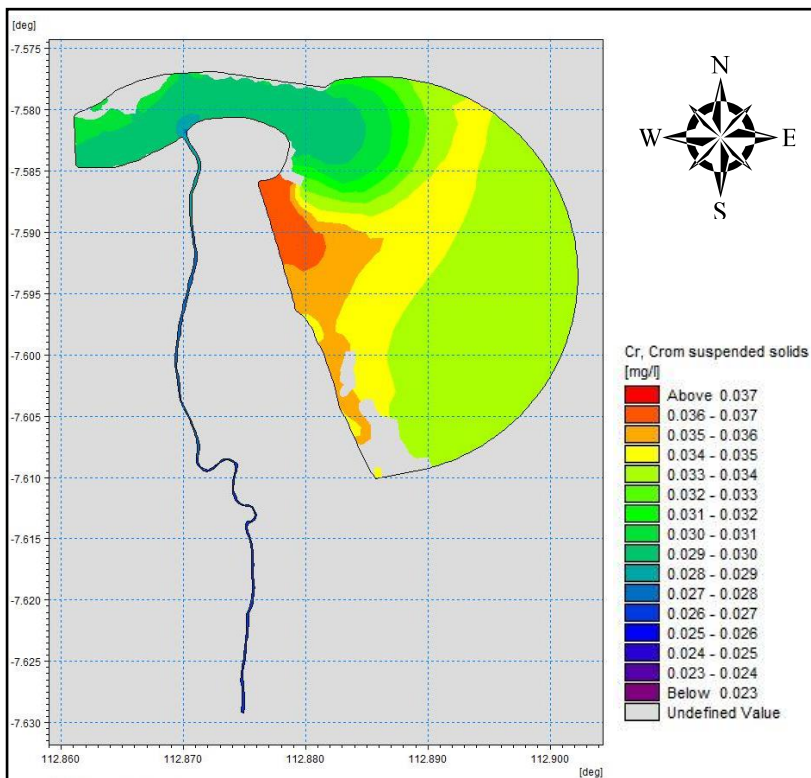 [deg]
-7.575
-7.580
-7.585
-7.590
-7.595
-7.600
-7.605
-7.610
-7.615
-7.620
-7.625
-7.630
112.860 112.870 112.880 112.890 112.900
[deg]
N
W E
S
Cr, Crom suspended solids
[mg/l]
Above 0.037
0.036 - 0.037
0.035 - 0.036
0.034 - 0.035
0.033 - 0.034
0.032 - 0.033
0.031 - 0.032
0.030 - 0.031
0.029 - 0.030
0.028 - 0.029
0.027 - 0.028
0.026 - 0.027
0.025 - 0.026
0.024 - 0.025
0.023 - 0.024
Below 0.023
Undefined Value